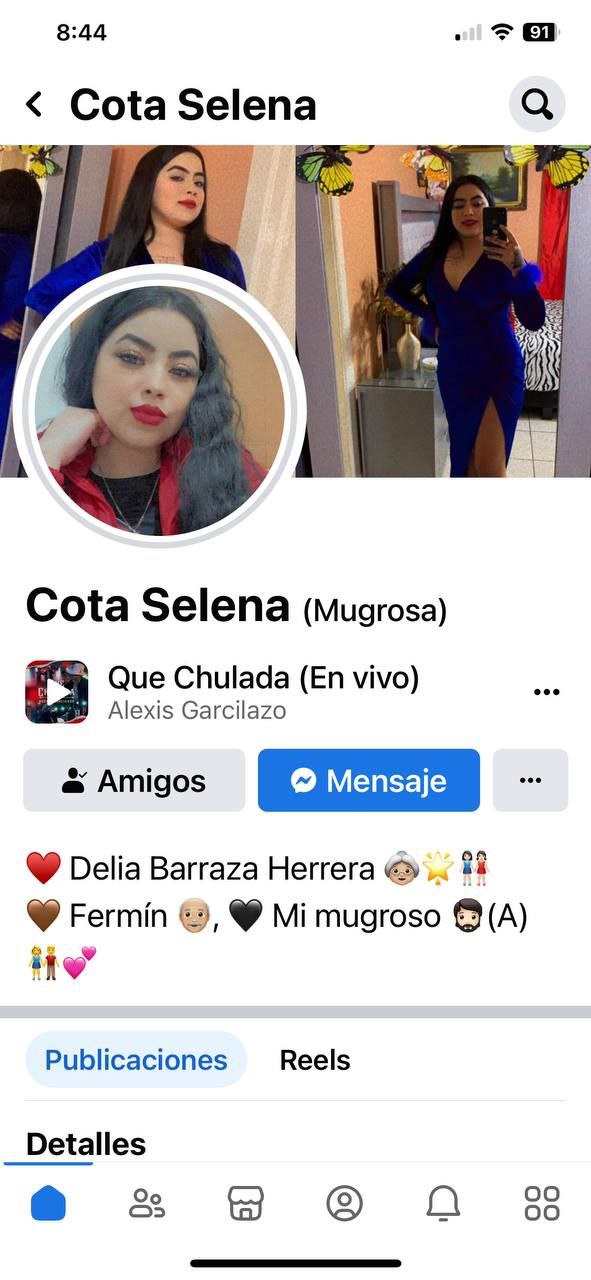 8:44
91
Cota Selena
Cota Selena (Mugrosa)
Que Chulada (En vivo)
Alexis Garcilazo
Amigos
Mensaje
♥️ Delia Barraza Herrera 👵🏼🌟👭🏻
🤎 Fermín 👴🏼, 🖤 Mi mugroso 🧔🏻(A)
👫💕
Publicaciones
Reels
Detalles